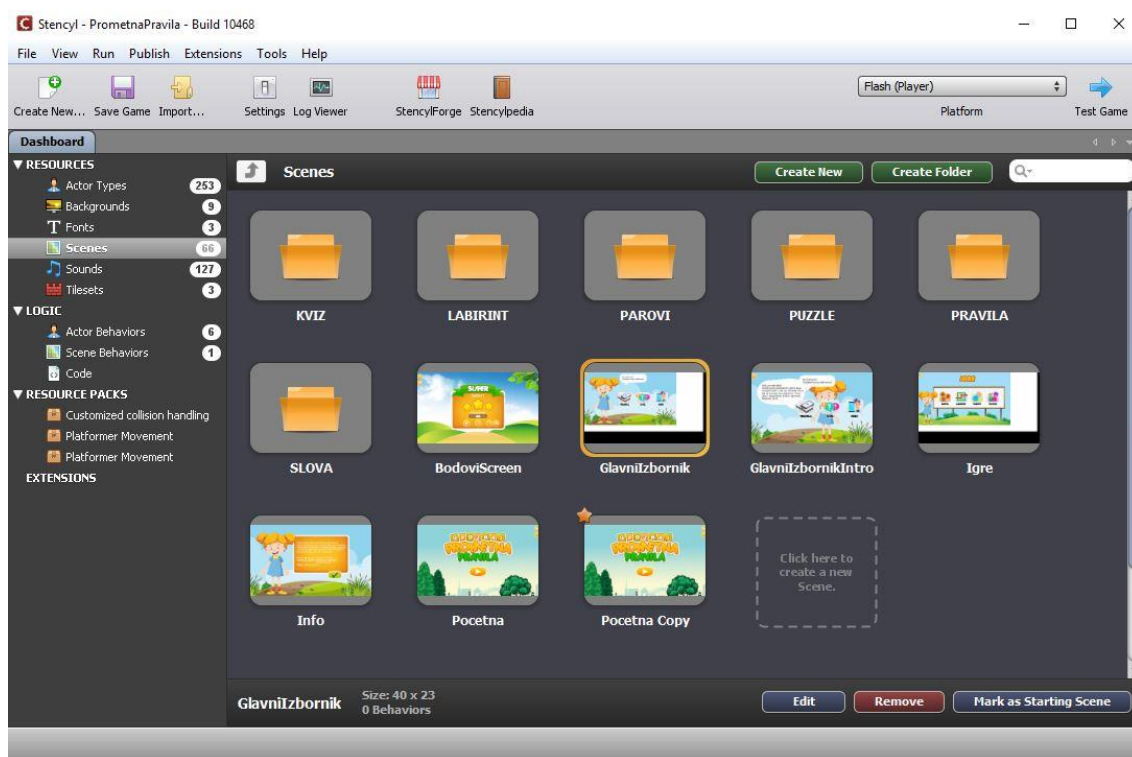 Stencyl - PrometnaPravila - Build 10468
File View Run Publish Extensions Tools Help
Create New... Save Game Import... Settings Log Viewer StencylForge Stencylpedia
Flash (Player)
Platform
Test Game
Dashboard
RESOURCES
Actor Types 253
Backgrounds 9
Fonts 3
Scenes 66
Sounds 127
Tilesets 3
LOGIC
Actor Behaviors 6
Scene Behaviors 1
Code
RESOURCE PACKS
Customized collision handling
Platformer Movement
Platformer Movement
EXTENSIONS
Scenes
Create New
Create Folder
KVIZ LABIRINT PAROVI PUZZLE PRAVILA
SUPER
SLOVA BodoviScreen GlavniIzbornik GlavniIzbornikIntro Igre
PROMETNA
PRAVILA
PROMETNA
PRAVILA
Click here to
create a new
Scene.
Info Pocetna Pocetna Copy
GlavniIzbornik
Size: 40 x 23
0 Behaviors
Edit Remove Mark as Starting Scene